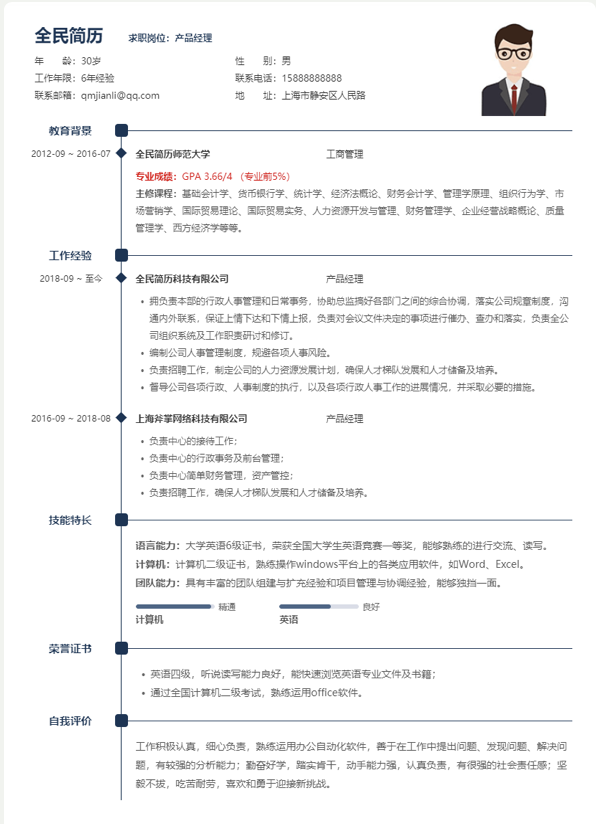 全民简历 求职岗位：产品经理
年 龄：30岁 性 别：男
工作年限：6年经验 联系电话：15888888888
联系邮箱：qmjianli@qq.com 地 址：上海市静安区人民路
教育背景
2012-09 ~ 2016-07 全民简历师范大学 工商管理
专业成绩：GPA 3.66/4 （专业前5%）
主修课程：基础会计学、货币银行学、统计学、经济法概论、财务会计学、管理学原理、组织行为学、市
场营销学、国际贸易理论、国际贸易实务、人力资源开发与管理、财务管理学、企业经营战略概论、质量
管理学、西方经济学等等。
工作经验
2018-09 ~ 至今 全民简历科技有限公司 产品经理
• 拥负责本部的行政人事管理和日常事务，协助总监搞好各部门之间的综合协调，落实公司规章制度，沟
通内外联系，保证上情下达和下情上报，负责对会议文件决定的事项进行催办、查办和落实，负责全公
司组织系统及工作职责研讨和修订。
• 编制公司人事管理制度，规避各项人事风险。
• 负责招聘工作，制定公司的人力资源发展计划，确保人才梯队发展和人才储备及培养。
• 督导公司各项行政、人事制度的执行，以及各项行政人事工作的进展情况，并采取必要的措施。
2016-09 ~ 2018-08 上海斧掌网络科技有限公司 产品经理
• 负责中心的接待工作；
• 负责中心的行政事务及前台管理；
• 负责中心简单财务管理，资产管控；
• 负责招聘工作，确保人才梯队发展和人才储备及培养。
技能特长
语言能力：大学英语6级证书，荣获全国大学生英语竞赛一等奖，能够熟练的进行交流、读写。
计算机：计算机二级证书，熟练操作windows平台上的各类应用软件，如Word、Excel。
团队能力：具有丰富的团队组建与扩充经验和项目管理与协调经验，能够独挡一面。
精通 良好
计算机 英语
荣誉证书
• 英语四级，听说读写能力良好，能快速浏览英语专业文件及书籍；
• 通过全国计算机二级考试，熟练运用office软件。
自我评价
工作积极认真，细心负责，熟练运用办公自动化软件，善于在工作中提出问题、发现问题、解决问
题，有较强的分析能力；勤奋好学，踏实肯干，动手能力强，认真负责，有很强的社会责任感；坚
毅不拔，吃苦耐劳，喜欢和勇于迎接新挑战。